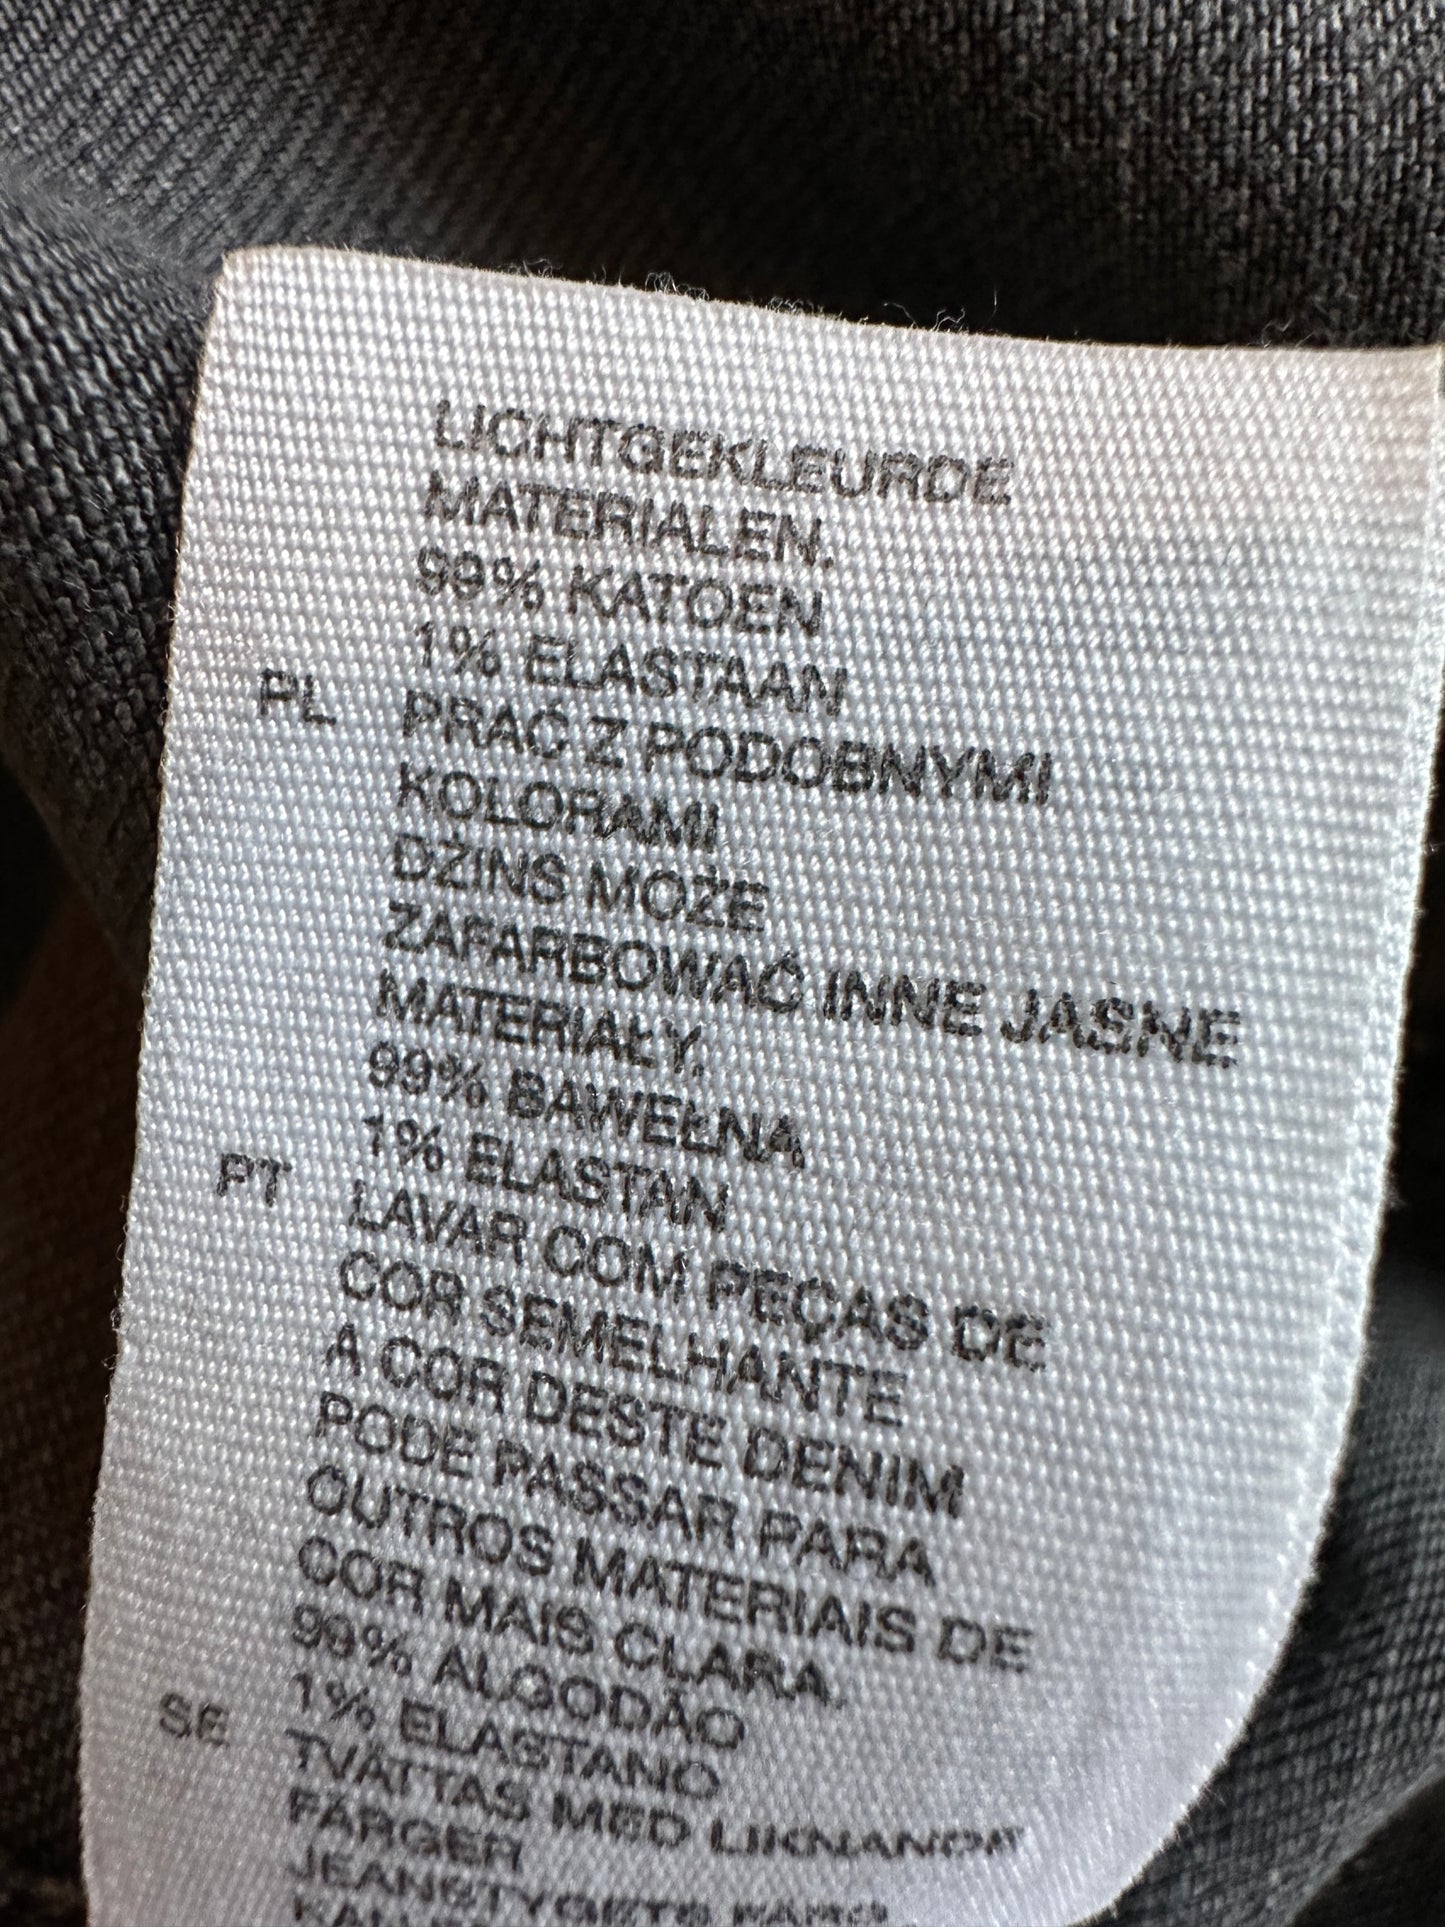 LICHTGEKLEURDE
MATERIALEN.
99% KATOEN
1% ELASTAAN
PL PRAĆ Z PODOBNYMI
KOLORAMI
DŻINS MOŻE
ZAFARBOWAĆ INNE JASNE
MATERIAŁY.
99% BAWEŁNA
1% ELASTAN
PT LAVAR COM PEÇAS DE
COR SEMELHANTE
A COR DESTE DENIM
PODE PASSAR PARA
OUTROS MATERIAIS DE
COR MAIS CLARA.
99% ALGODÃO
1% ELASTANO
SE TVÄTTAS MED LIKNANDE
FÄRGER
JEANSTYGETS FÄRG